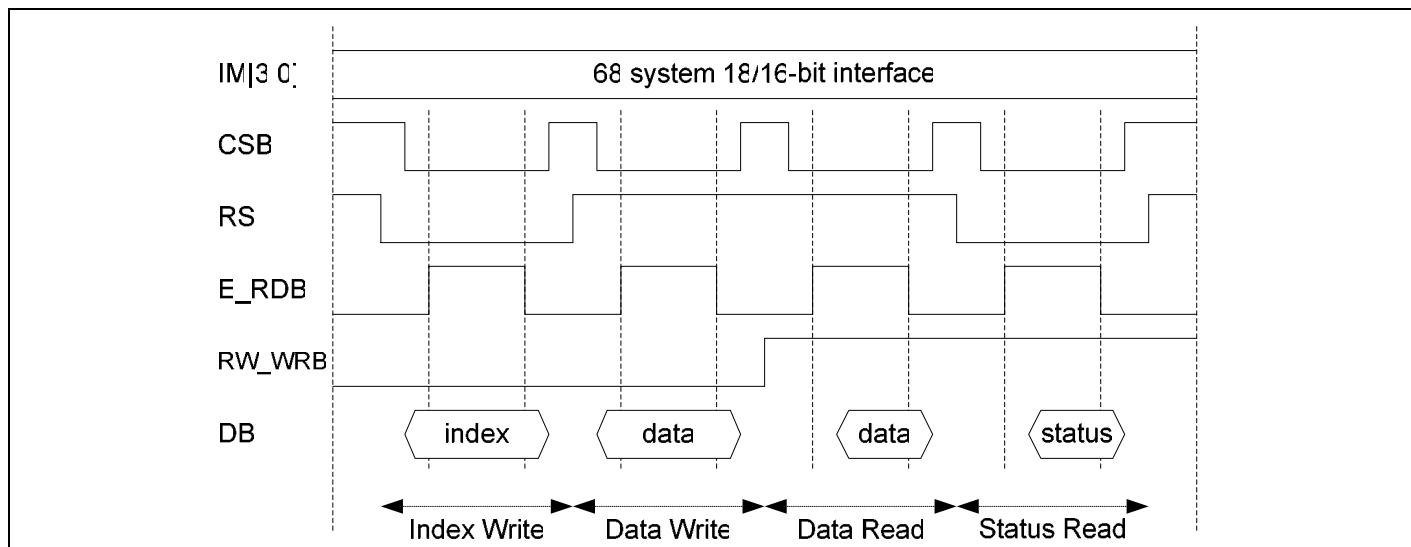 IM[3 0] 68 system 18/16-bit interface
CSB
RS
E_RDB
RW_WRB
DB index data data status
Index Write Data Write Data Read Status Read